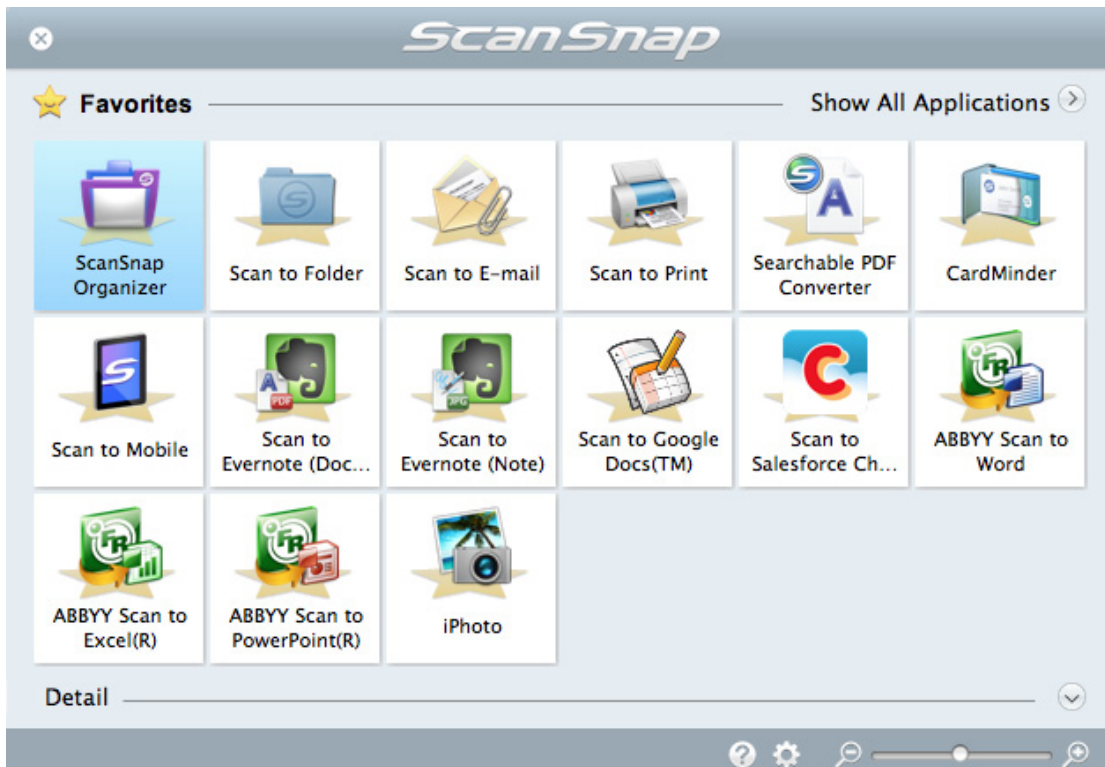 ScanSnap
Favorites
Show All Applications
ScanSnap
Organizer
Scan to Folder
Scan to E-mail
Scan to Print
Searchable PDF
Converter
CardMinder
Scan to Mobile
Scan to
Evernote (Doc...
Scan to
Evernote (Note)
Scan to Google
Docs(TM)
Scan to
Salesforce Ch...
ABBYY Scan to
Word
ABBYY Scan to
Excel(R)
ABBYY Scan to
PowerPoint(R)
iPhoto
Detail